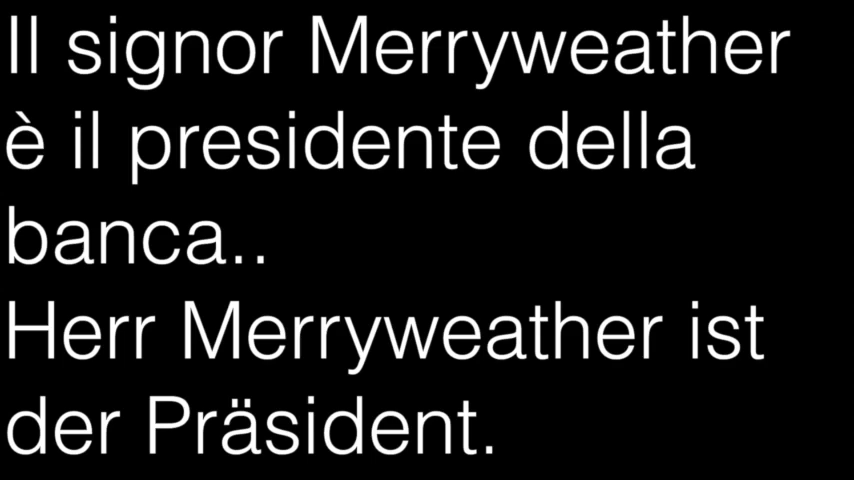 Il signor Merryweather
è il presidente della
banca..
Herr Merryweather ist
der Präsident.